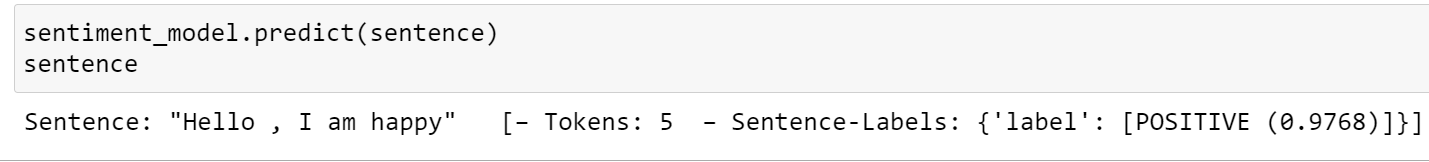 sentiment_model.predict(sentence)
sentence
Sentence: "Hello , I am happy"   [− Tokens: 5  − Sentence-Labels: {'label': [POSITIVE (0.9768)]}]